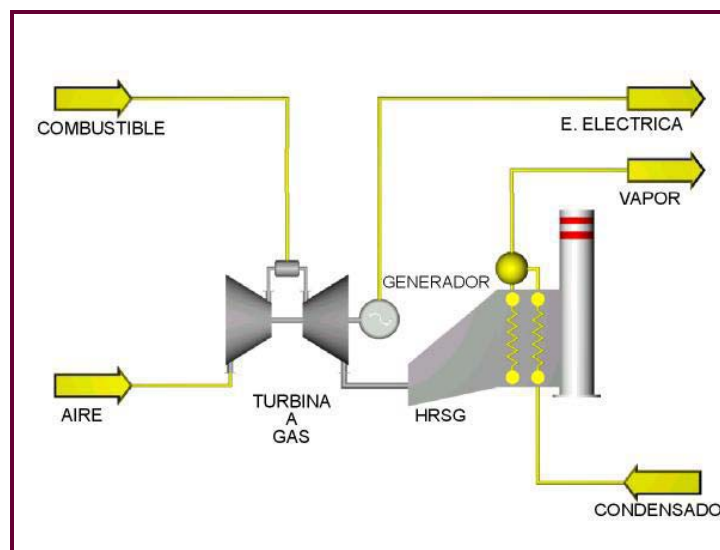 COMBUSTIBLE
E. ELECTRICA
VAPOR
GENERADOR
AIRE
TURBINA
A
GAS
HRSG
CONDENSADO